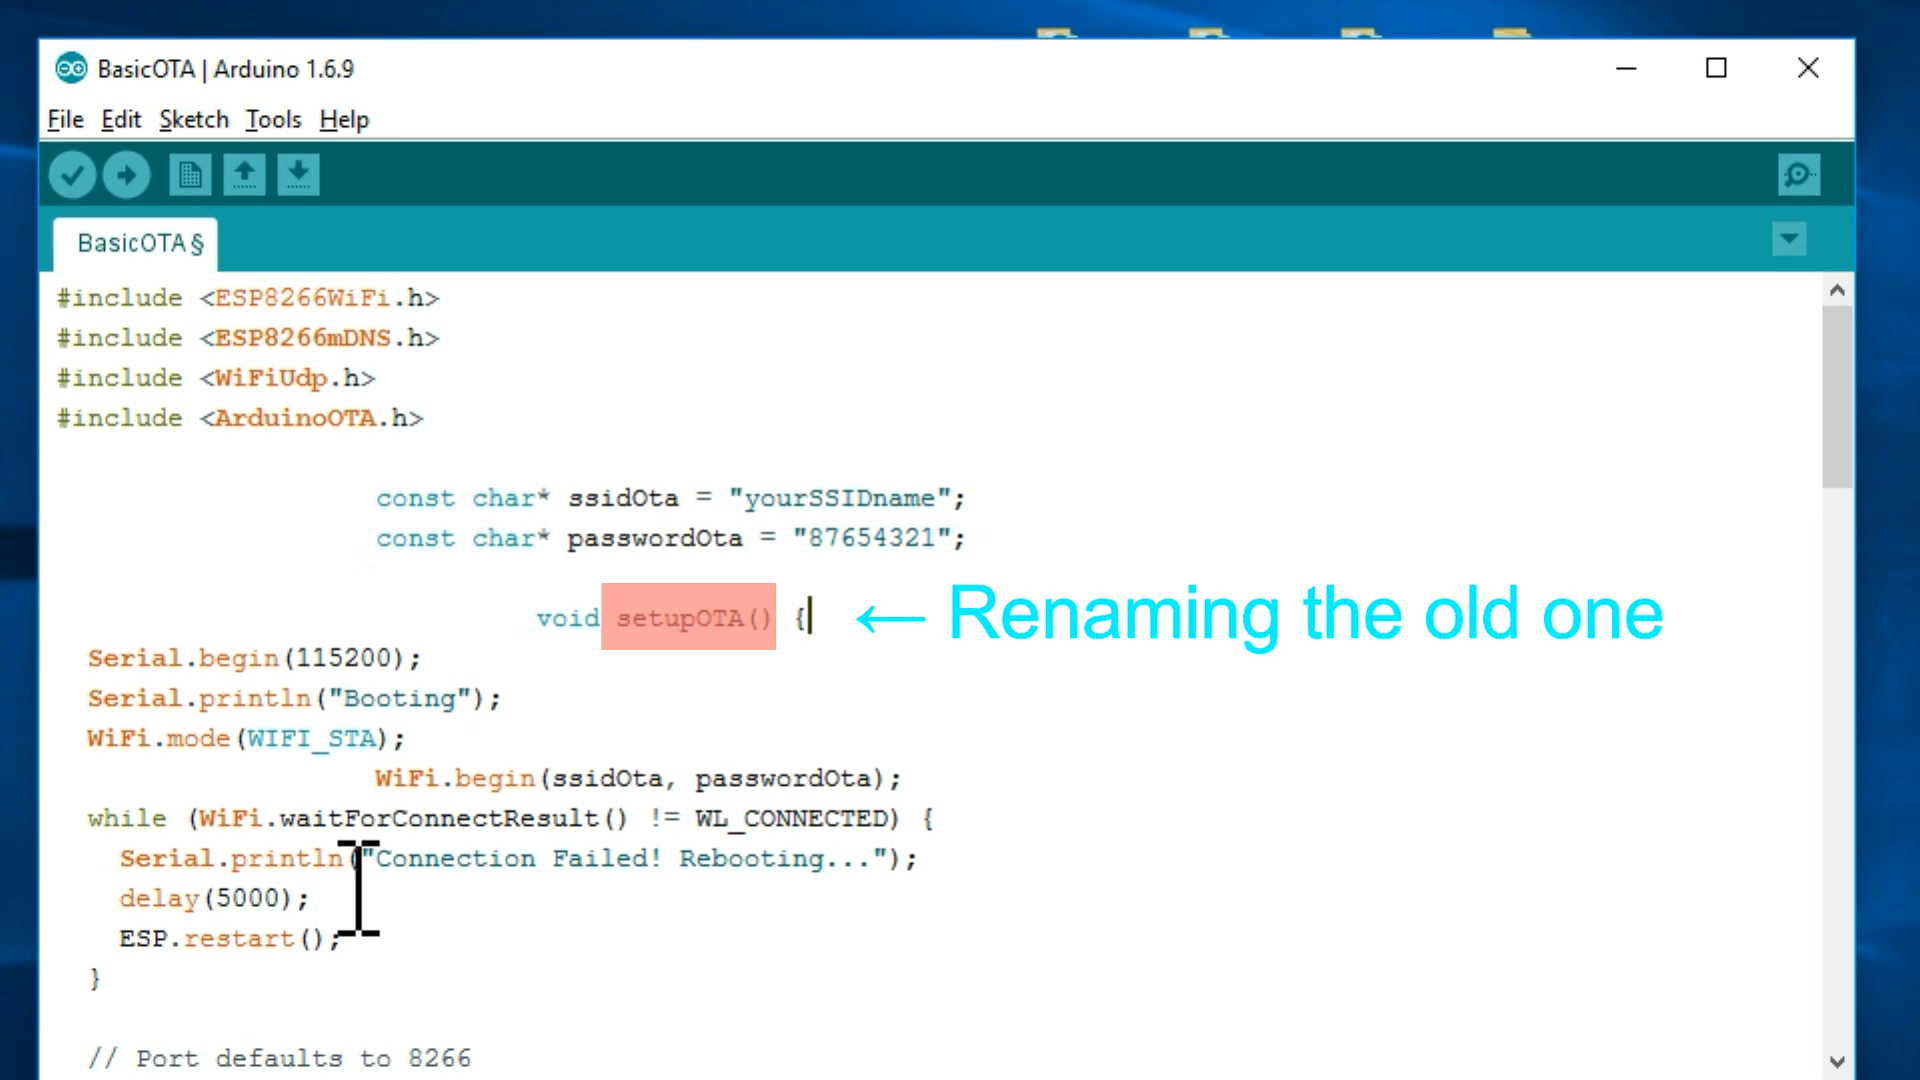 BasicOTA | Arduino 1.6.9
File Edit Sketch Tools Help
BasicOTA §
#include <ESP8266WiFi.h>
#include <ESP8266mDNS.h>
#include <WiFiUdp.h>
#include <ArduinoOTA.h>
const char* ssidOta = "yourSSIDname";
const char* passwordOta = "87654321";
void setupOTA() { ← Renaming the old one
Serial.begin(115200);
Serial.println("Booting");
WiFi.mode(WIFI_STA);
WiFi.begin(ssidOta, passwordOta);
while (WiFi.waitForConnectResult() != WL_CONNECTED) {
Serial.println("Connection Failed! Rebooting...");
delay(5000);
ESP.restart();
}
// Port defaults to 8266